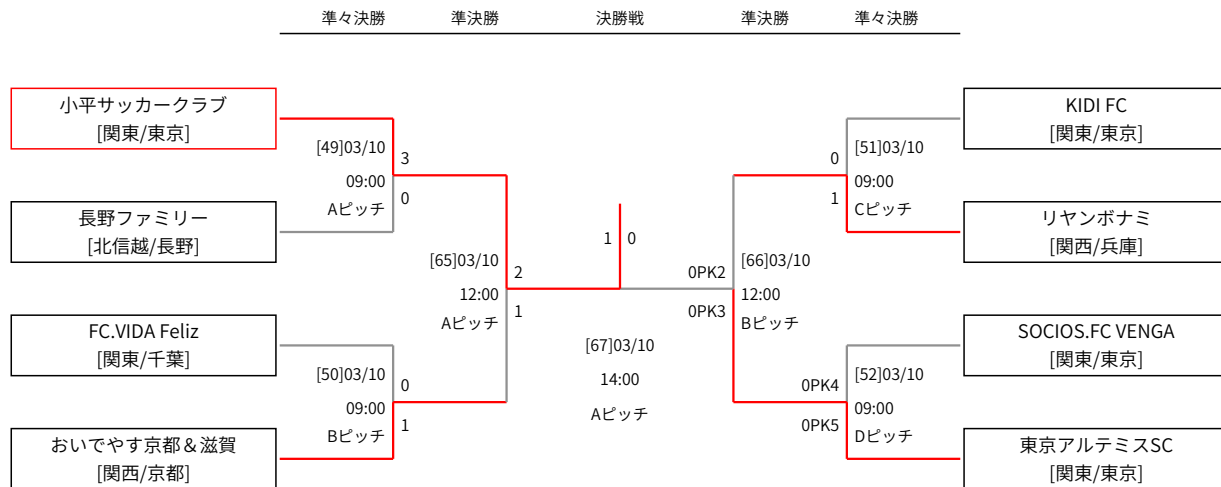 準々決勝 準決勝 決勝戦 準決勝 準々決勝
小平サッカークラブ
[関東/東京]
長野ファミリー
[北信越/長野]
FC.VIDA Feliz
[関東/千葉]
おいでやす京都＆滋賀
[関西/京都]
[49]03/10
09:00
Aピッチ
3
0
[50]03/10
09:00
Bピッチ
0
1
[65]03/10
12:00
Aピッチ
2
1
1 0
[67]03/10
14:00
Aピッチ
0PK2
0PK3
[66]03/10
12:00
Bピッチ
0
1
[51]03/10
09:00
Cピッチ
0PK4
0PK5
[52]03/10
09:00
Dピッチ
KIDI FC
[関東/東京]
リヤンボナミ
[関西/兵庫]
SOCIOS.FC VENGA
[関東/東京]
東京アルテミスSC
[関東/東京]